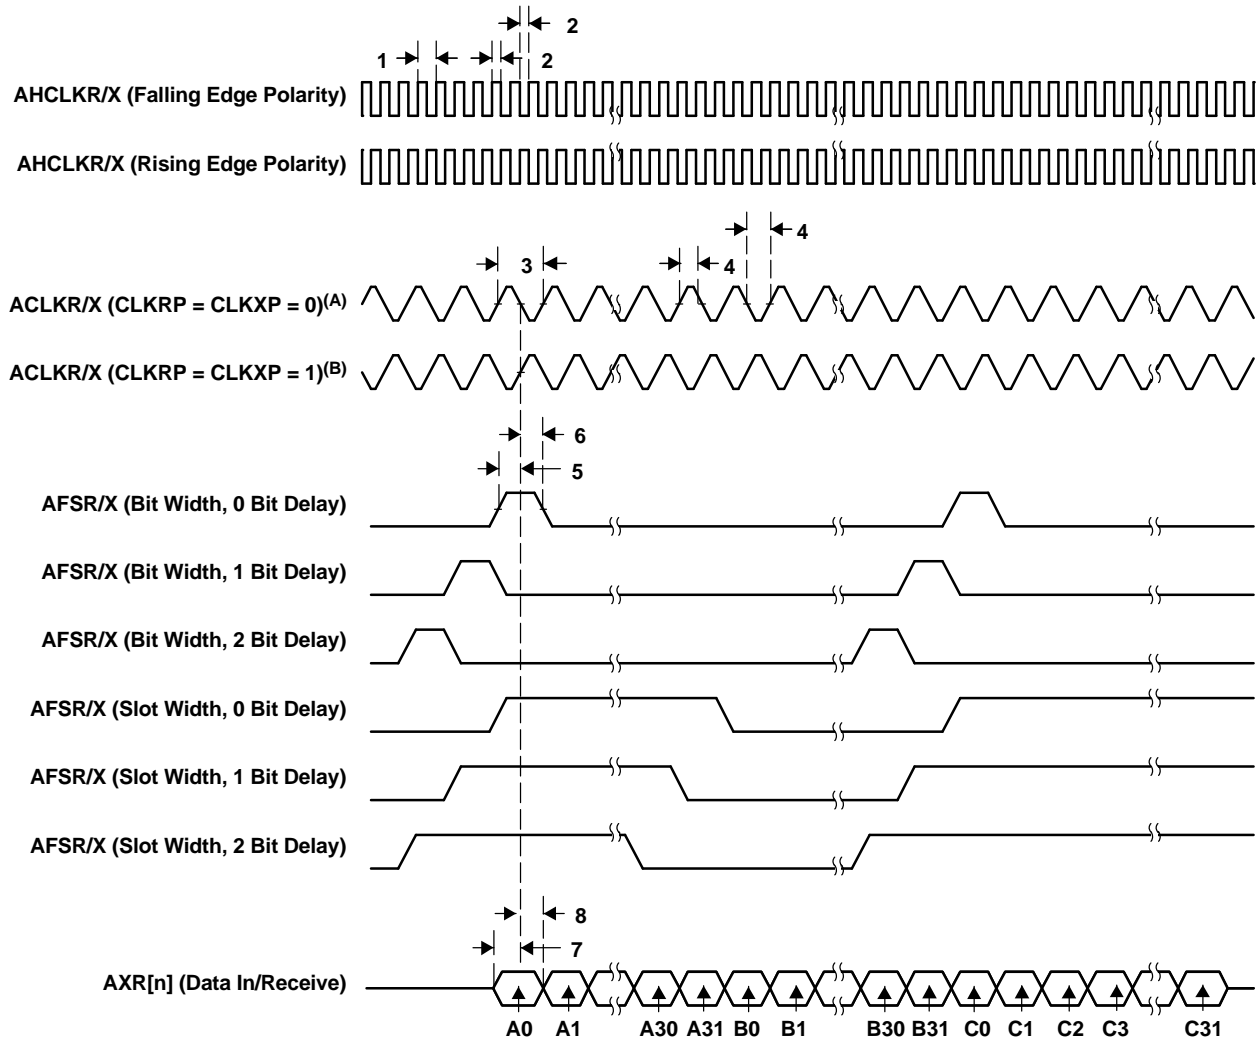 2
1
2
AHCLKR/X (Falling Edge Polarity)
AHCLKR/X (Rising Edge Polarity)
4
3
4
ACLKR/X (CLKRP = CLKXP = 0)(A)
ACLKR/X (CLKRP = CLKXP = 1)(B)
6
5
AFSR/X (Bit Width, 0 Bit Delay)
AFSR/X (Bit Width, 1 Bit Delay)
AFSR/X (Bit Width, 2 Bit Delay)
AFSR/X (Slot Width, 0 Bit Delay)
AFSR/X (Slot Width, 1 Bit Delay)
AFSR/X (Slot Width, 2 Bit Delay)
8
7
AXR[n] (Data In/Receive)
A0 A1 A30 A31 B0 B1 B30 B31 C0 C1 C2 C3 C31